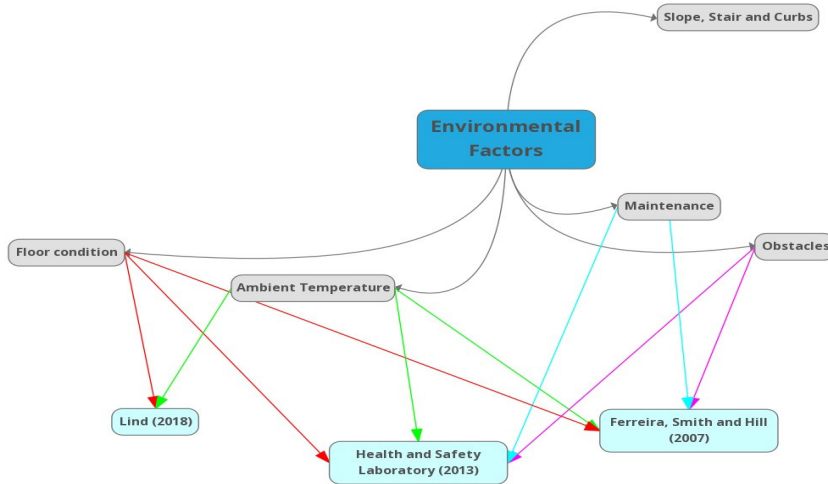 Slope, Stair and Curbs
Environmental
Factors
Maintenance
Floor condition
Obstacles
Ambient Temperature
Lind (2018)
Ferreira, Smith and Hill
(2007)
Health and Safety
Laboratory (2013)